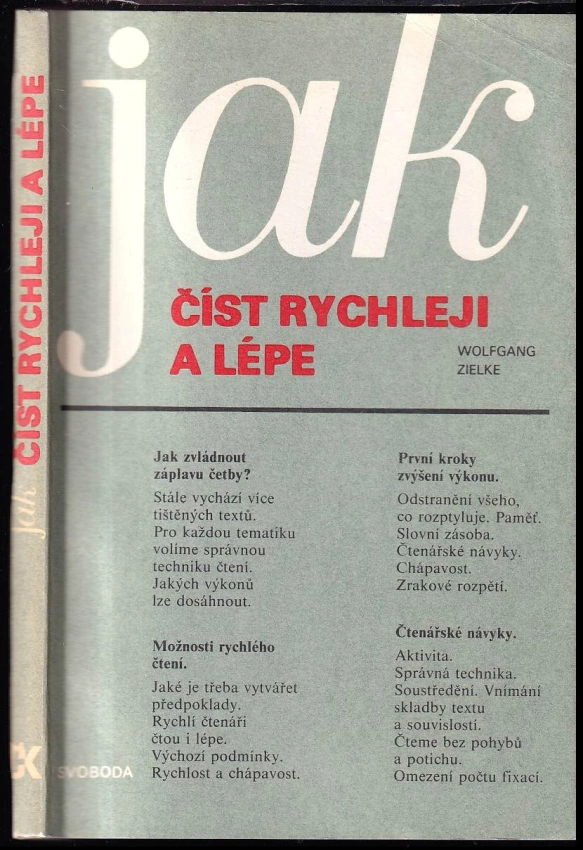 jak
ČÍST RYCHLEJI
A LÉPE
WOLFGANG
ZIELKE
Jak zvládnout
záplavu četby?
Stále vychází více
tištěných textů.
Pro každou tematiku
volíme správnou
techniku čtení.
Jakých výkonů
lze dosáhnout.
Možnosti rychlého
čtení.
Jaké je třeba vytvářet
předpoklady.
Rychlí čtenáři
čtou i lépe.
Výchozí podmínky.
Rychlost a chápavost.
První kroky
zvýšení výkonu.
Odstranění všeho,
co rozptyluje. Paměť.
Slovní zásoba.
Čtenářské návyky.
Chápavost.
Zrakové rozpětí.
Čtenářské návyky.
Aktivita.
Správná technika.
Soustředění. Vnímání
skladby textu
a souvislostí.
Čteme bez pohybů
a potichu.
Omezení počtu fixací.
SVOBODA
jak ČÍST RYCHLEJI A LÉPE
ČK